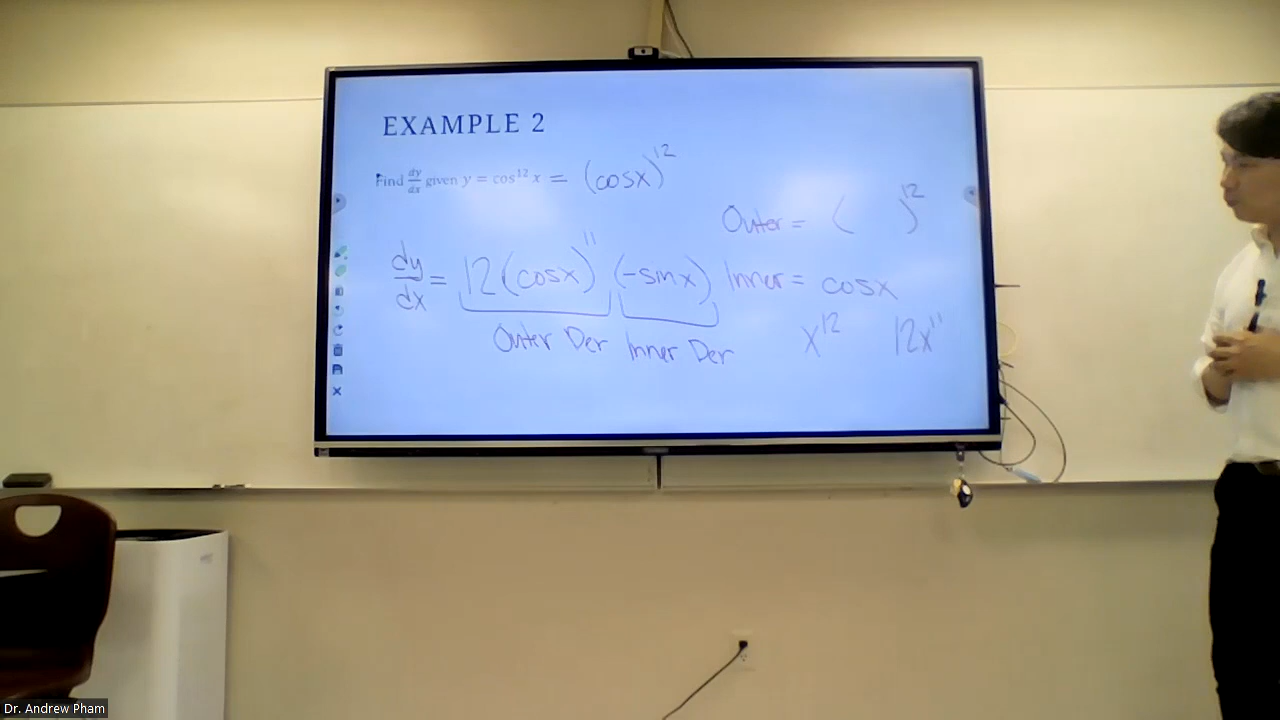 EXAMPLE 2
Find dy/dx given y = cos¹² x = (cosx)¹²
Outer = (      )¹²
dy/dx = 12(cosx)¹¹ (-sinx)
Inner = cosx
Outer Der Inner Der
x¹² 12x¹¹
Dr. Andrew Pham